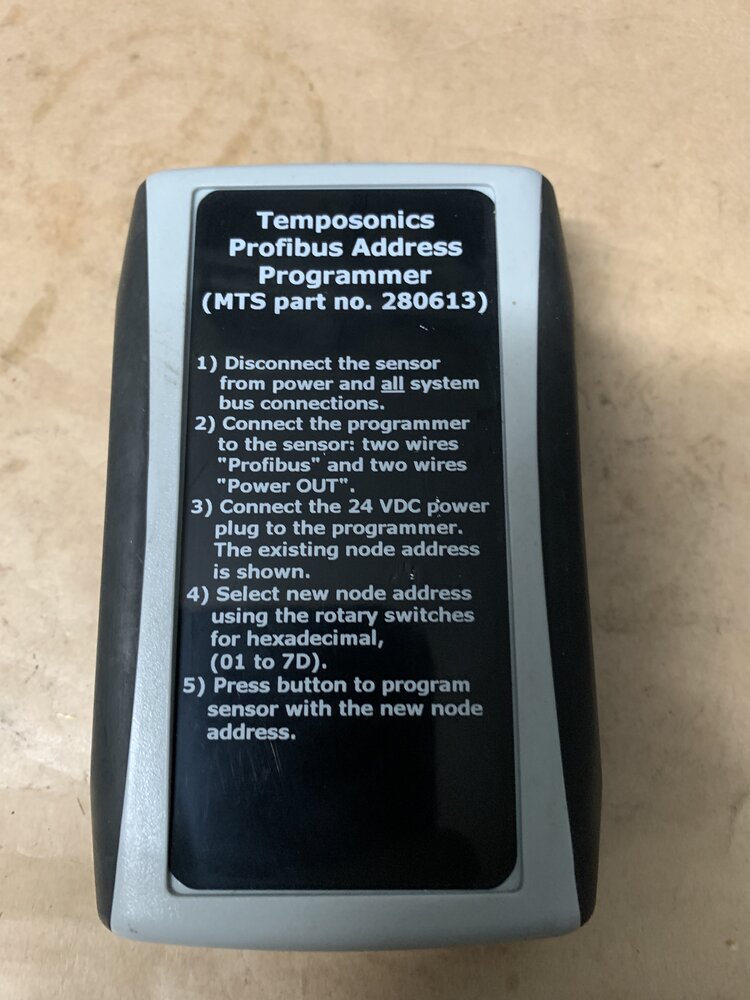 Temposonics
Profibus Address
Programmer
(MTS part no. 280613)
1) Disconnect the sensor
from power and all system
bus connections.
2) Connect the programmer
to the sensor: two wires
"Profibus" and two wires
"Power OUT".
3) Connect the 24 VDC power
plug to the programmer.
The existing node address
is shown.
4) Select new node address
using the rotary switches
for hexadecimal,
(01 to 7D).
5) Press button to program
sensor with the new node
address.